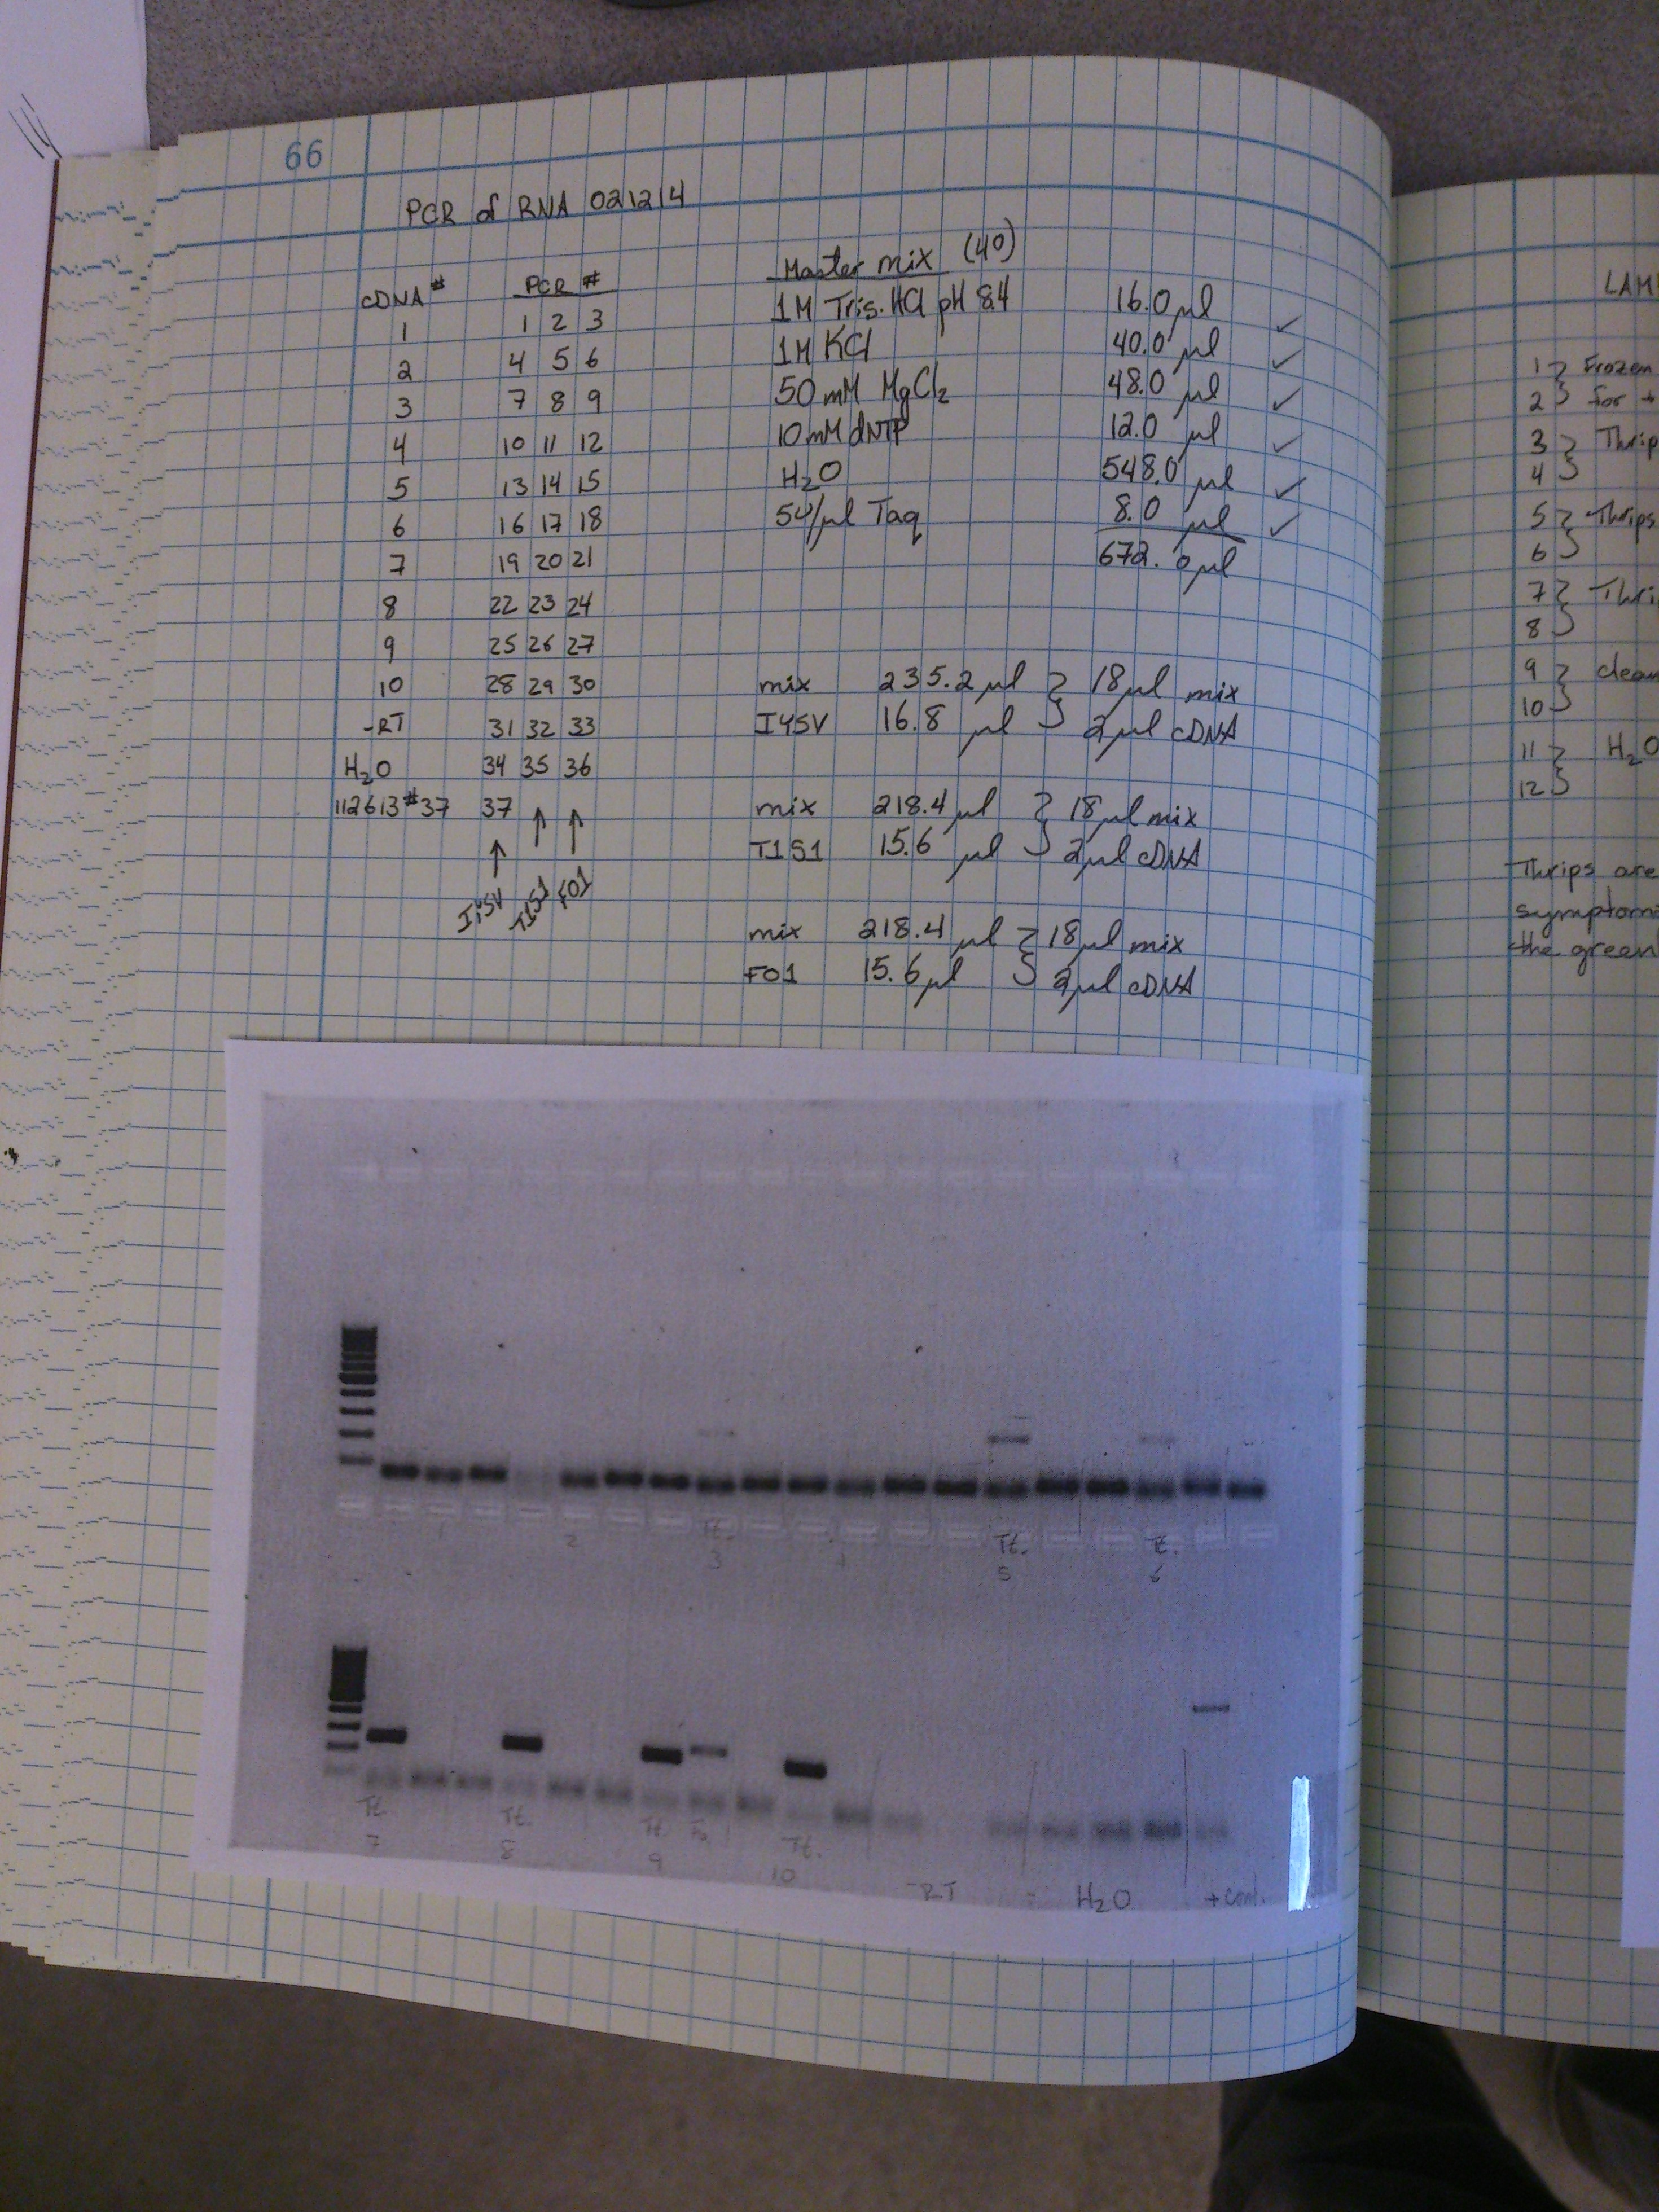 66
PCR of RNA 021214
cDNA # PCR #
1 1 2 3
2 4 5 6
3 7 8 9
4 10 11 12
5 13 14 15
6 16 17 18
7 19 20 21
8 22 23 24
9 25 26 27
10 28 29 30
-RT 31 32 33
H₂O 34 35 36
112613 #37 37
↑ ↑ ↑
IYSV T1S1 FO1
Master mix (40)
1M Tris·HCl pH 8.4 16.0 µl ✓
1M KCl 40.0 µl ✓
50 mM MgCl₂ 48.0 µl ✓
10 mM dNTP 12.0 µl ✓
H₂O 548.0 µl ✓
5U/µl Taq 8.0 µl ✓
672.0 µl
mix 235.2 µl } 18 µl mix
IYSV 16.8 µl } 2 µl cDNA
mix 218.4 µl } 18 µl mix
T1S1 15.6 µl } 2 µl cDNA
mix 218.4 µl } 18 µl mix
FO1 15.6 µl } 2 µl cDNA
1 2 Tt. 3 4 Tt. 5 Tt. 6
Tt. 7 Tt. 8 Tt. 9 Fo. Tt. 10 -RT - H₂O + cont.
LAM
1 } Frozen
2 } for
3 } Thrip
4 }
5 } Thrips
6 }
7 } Thri
8 }
9 } clean
10 }
11 } H₂O
12 }
Thrips are
symptom
the green